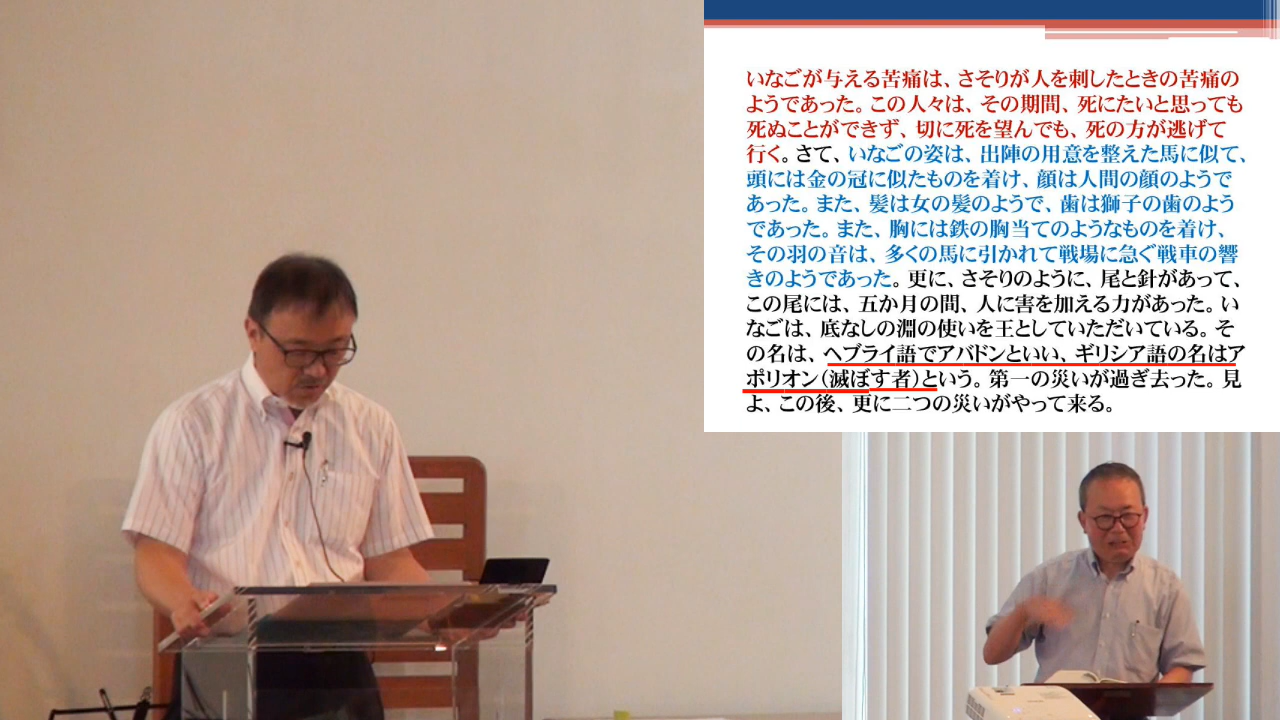 いなごが与える苦痛は、さそりが人を刺したときの苦痛の
ようであった。この人々は、その期間、死にたいと思っても
死ぬことができず、切に死を望んでも、死の方が逃げて
行く。さて、いなごの姿は、出陣の用意を整えた馬に似て、
頭には金の冠に似たものを着け、顔は人間の顔のようで
あった。また、髪は女の髪のようで、歯は獅子の歯のよう
であった。また、胸には鉄の胸当てのようなものを着け、
その羽の音は、多くの馬に引かれて戦場に急ぐ戦車の響
きのようであった。更に、さそりのように、尾と針があって、
この尾には、五か月の間、人に害を加える力があった。い
なごは、底なしの淵の使いを王としていただいている。そ
の名は、ヘブライ語でアバドンといい、ギリシア語の名はア
ポリオン（滅ぼす者）という。第一の災いが過ぎ去った。見
よ、この後、更に二つの災いがやって来る。